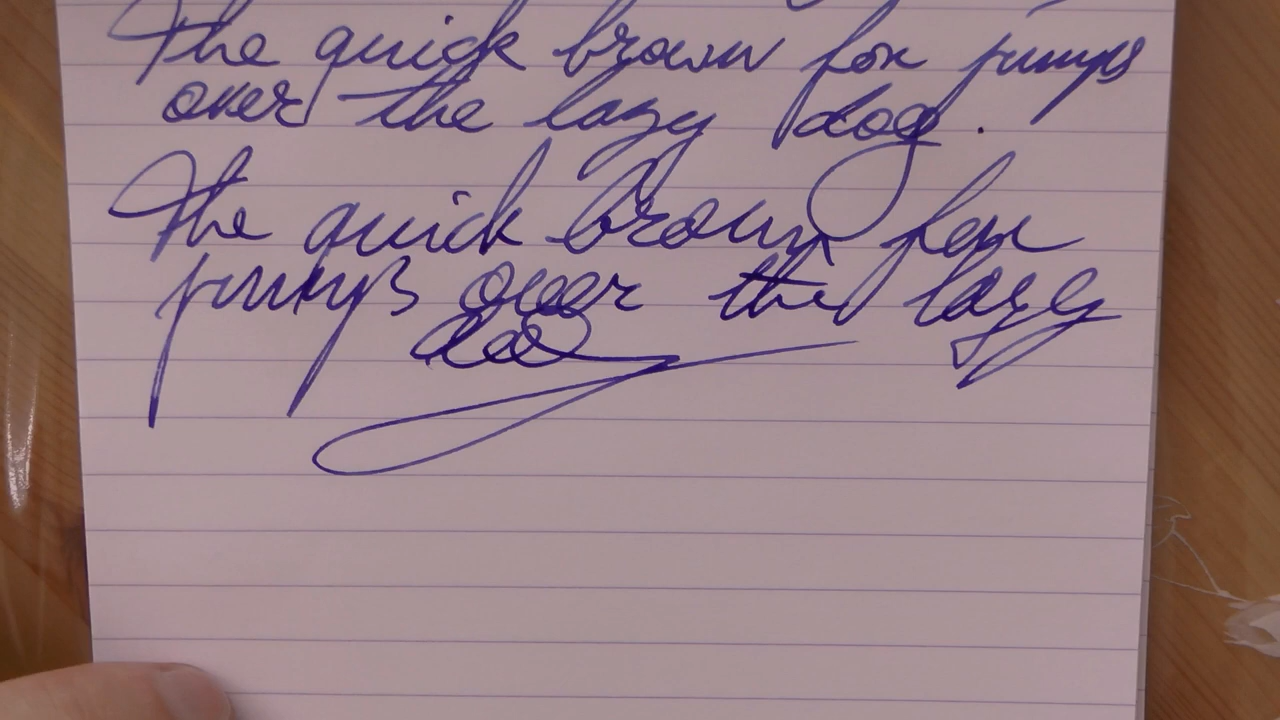 The quick brown fox jumps
over the lazy dog.
The quick brown fox
jumps over the lazy
dog